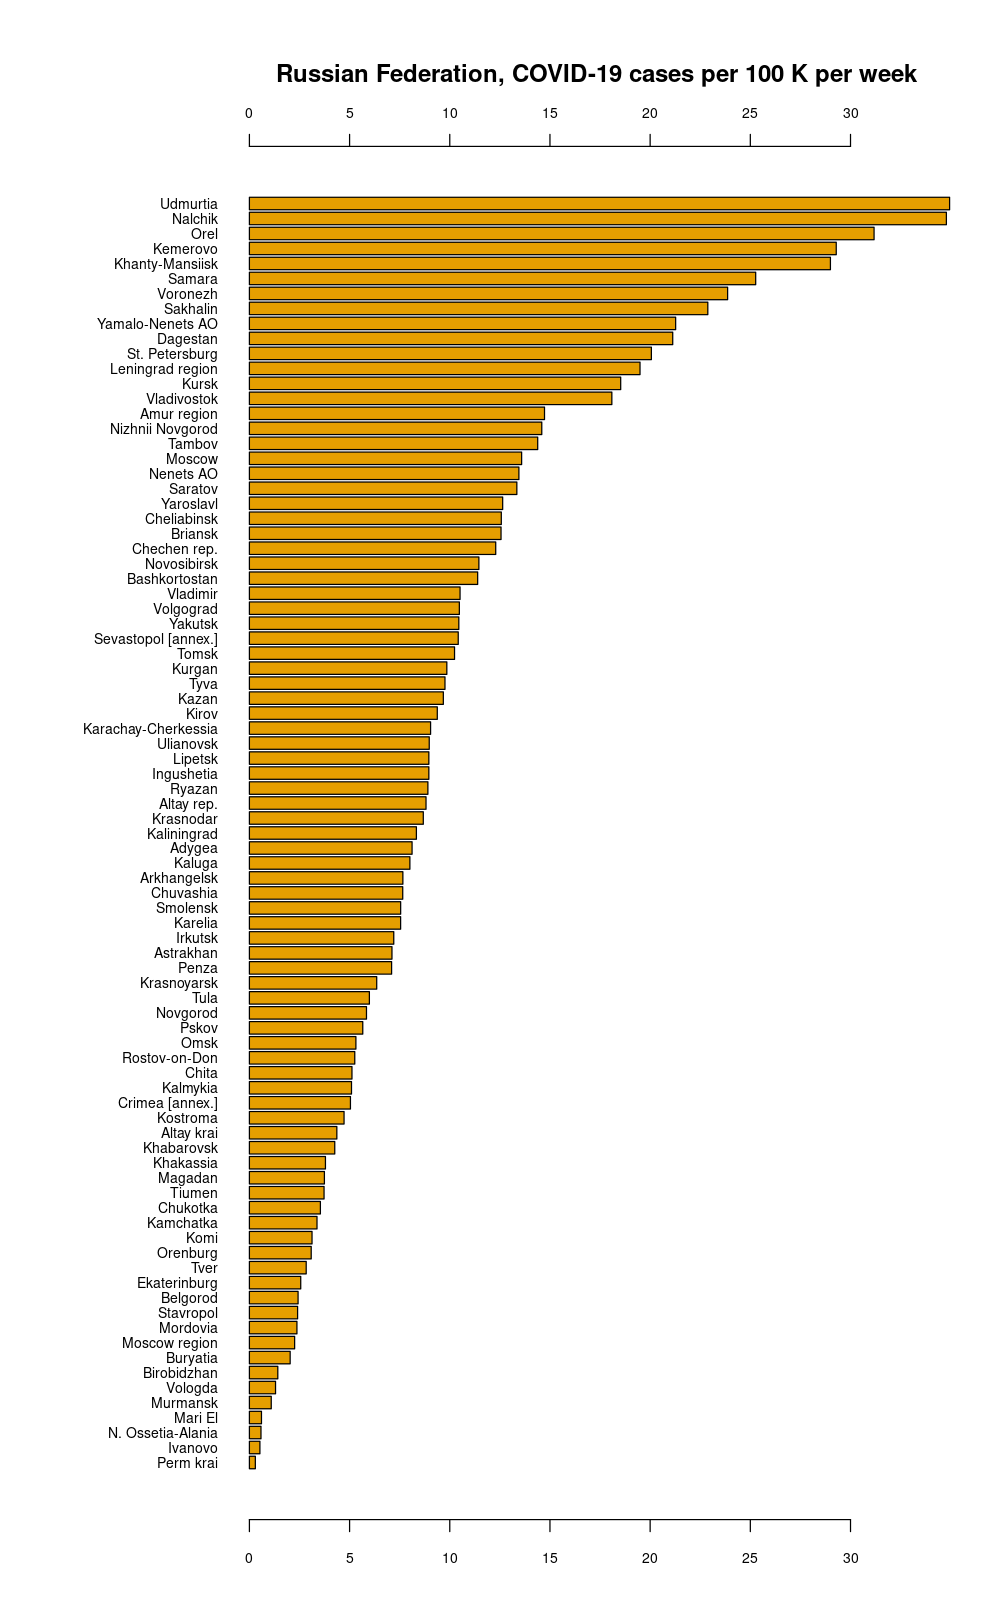 Russian Federation, COVID-19 cases per 100 K per week
0 5 10 15 20 25 30
Udmurtia
Nalchik
Orel
Kemerovo
Khanty-Mansiisk
Samara
Voronezh
Sakhalin
Yamalo-Nenets AO
Dagestan
St. Petersburg
Leningrad region
Kursk
Vladivostok
Amur region
Nizhnii Novgorod
Tambov
Moscow
Nenets AO
Saratov
Yaroslavl
Cheliabinsk
Briansk
Chechen rep.
Novosibirsk
Bashkortostan
Vladimir
Volgograd
Yakutsk
Sevastopol [annex.]
Tomsk
Kurgan
Tyva
Kazan
Kirov
Karachay-Cherkessia
Ulianovsk
Lipetsk
Ingushetia
Ryazan
Altay rep.
Krasnodar
Kaliningrad
Adygea
Kaluga
Arkhangelsk
Chuvashia
Smolensk
Karelia
Irkutsk
Astrakhan
Penza
Krasnoyarsk
Tula
Novgorod
Pskov
Omsk
Rostov-on-Don
Chita
Kalmykia
Crimea [annex.]
Kostroma
Altay krai
Khabarovsk
Khakassia
Magadan
Tiumen
Chukotka
Kamchatka
Komi
Orenburg
Tver
Ekaterinburg
Belgorod
Stavropol
Mordovia
Moscow region
Buryatia
Birobidzhan
Vologda
Murmansk
Mari El
N. Ossetia-Alania
Ivanovo
Perm krai
0 5 10 15 20 25 30